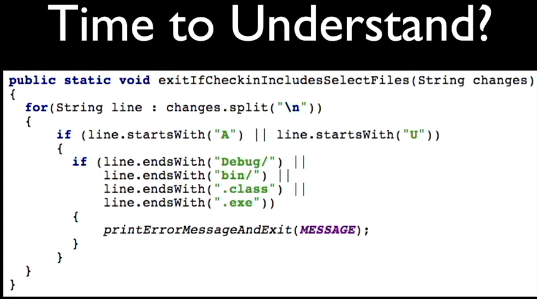 Time to Understand?
public static void exitIfCheckinIncludesSelectFiles(String changes)
{
for(String line : changes.split("\n"))
{
if (line.startsWith("A") || line.startsWith("U"))
{
if (line.endsWith("Debug/") ||
line.endsWith("bin/") ||
line.endsWith(".class") ||
line.endsWith(".exe"))
{
printErrorMessageAndExit(MESSAGE);
}
}
}
}